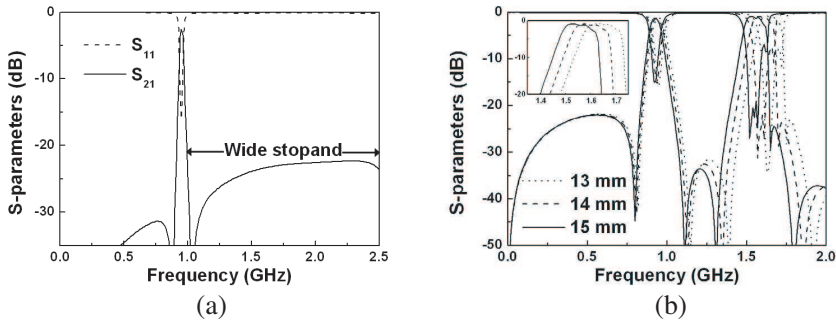 S-parameters (dB)
0
-10
-20
-30
S11
S21
Wide stopand
0.0 0.5 1.0 1.5 2.0 2.5
Frequency (GHz)
(a)
S-parameters (dB)
0
-10
-20
-30
-40
-50
0
-10
-20
1.4 1.5 1.6 1.7
13 mm
14 mm
15 mm
0.0 0.5 1.0 1.5 2.0
Frequency (GHz)
(b)